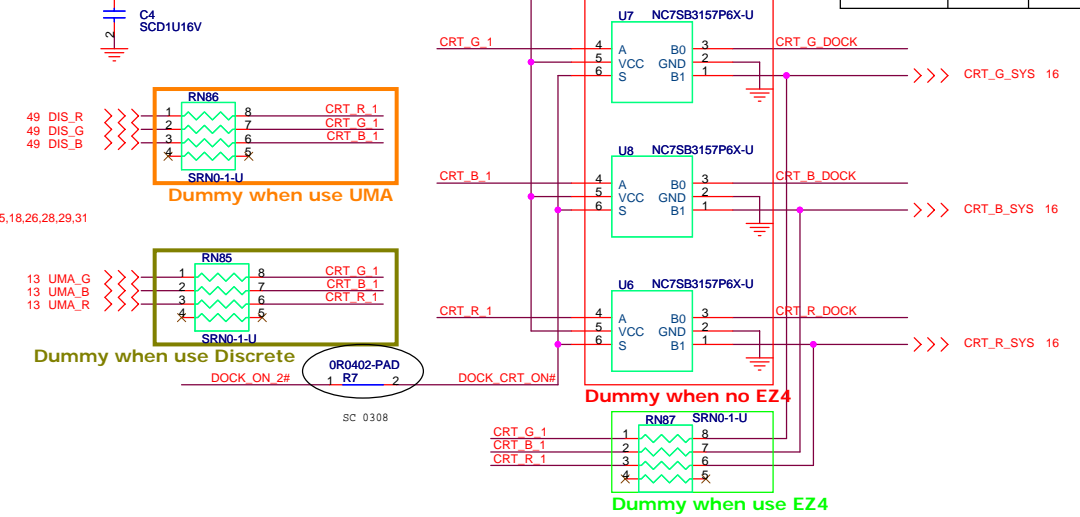 C4
SCD1U16V
2
U7 NC7SB3157P6X-U
CRT_G_1 4 A B0 3 CRT_G_DOCK
5 VCC GND 2
6 S B1 1 CRT_G_SYS 16
RN86
49 DIS_R 1 8 CRT_R_1
49 DIS_G 2 7 CRT_G_1
49 DIS_B 3 6 CRT_B_1
4 5
SRN0-1-U
Dummy when use UMA
U8 NC7SB3157P6X-U
CRT_B_1 4 A B0 3 CRT_B_DOCK
5 VCC GND 2
6 S B1 1 CRT_B_SYS 16
5,18,26,28,29,31
RN85
13 UMA_G 1 8 CRT_G_1
13 UMA_B 2 7 CRT_B_1
13 UMA_R 3 6 CRT_R_1
4 5
SRN0-1-U
Dummy when use Discrete
U6 NC7SB3157P6X-U
CRT_R_1 4 A B0 3 CRT_R_DOCK
5 VCC GND 2
6 S B1 1 CRT_R_SYS 16
0R0402-PAD
DOCK_ON_2# 1 R7 2 DOCK_CRT_ON#
SC 0308
Dummy when no EZ4
RN87 SRN0-1-U
CRT_G_1 1 8
CRT_B_1 2 7
CRT_R_1 3 6
4 5
Dummy when use EZ4